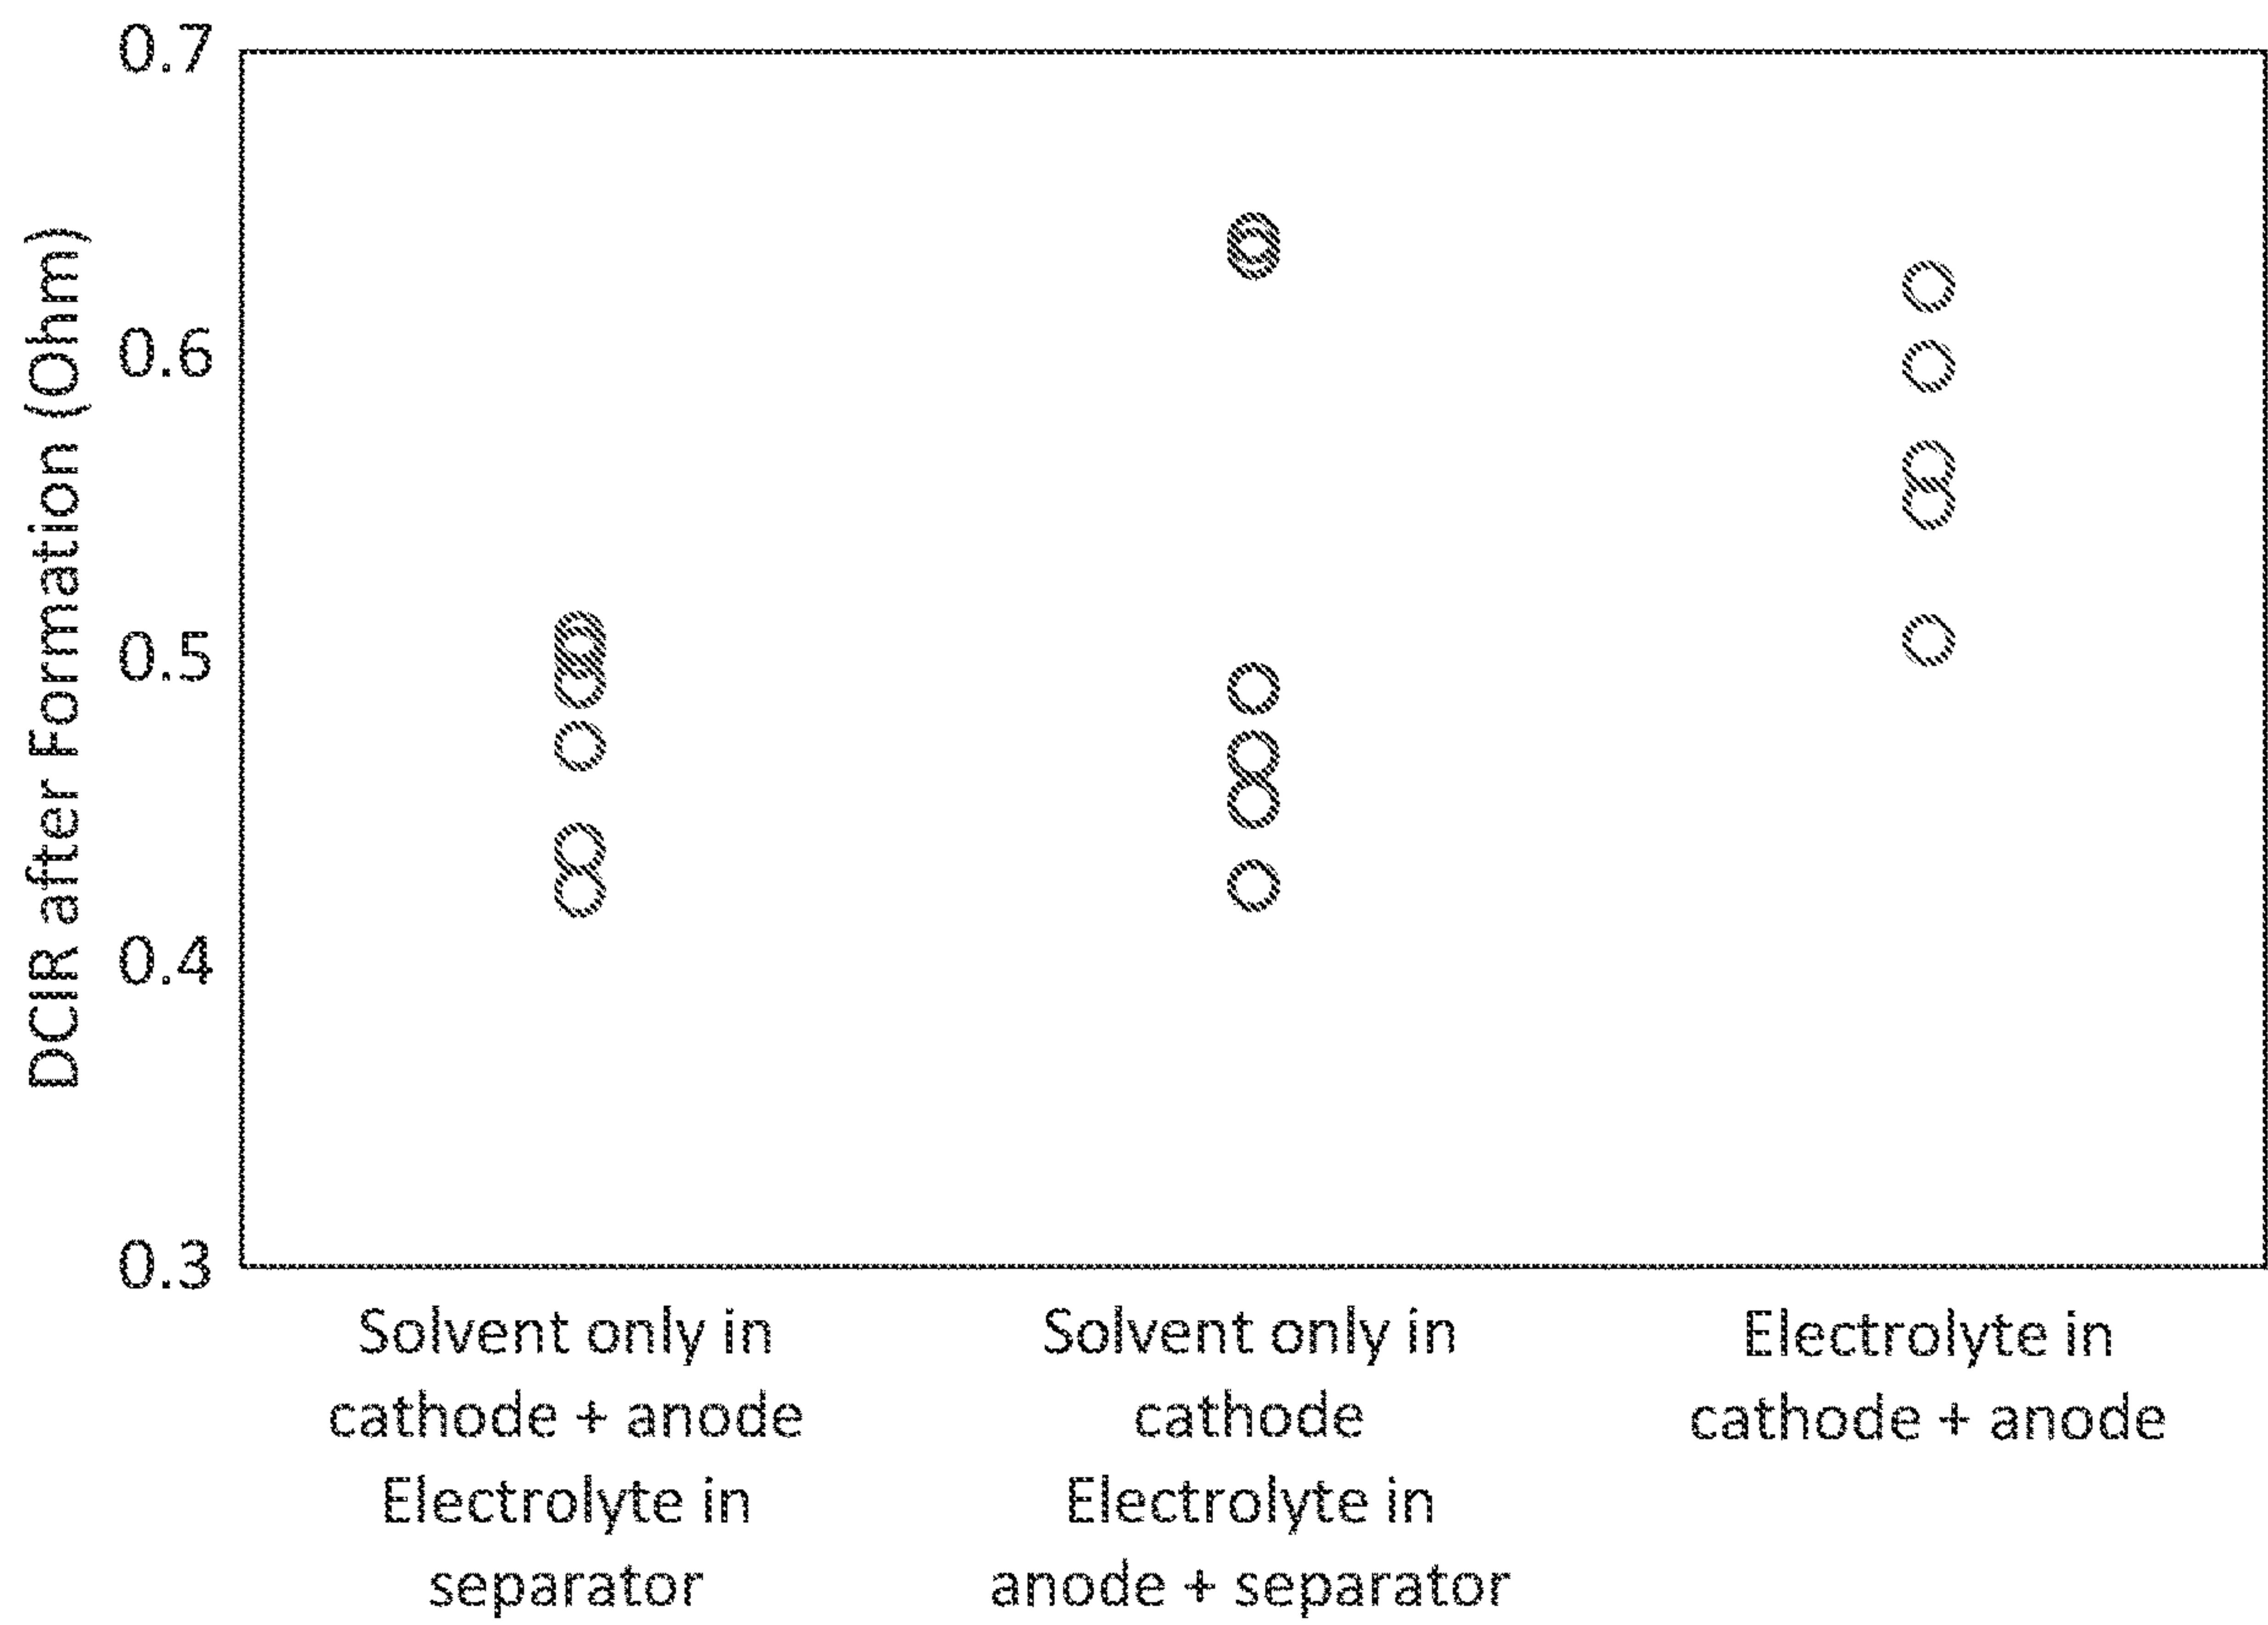 DCIR after Formation (Ohm)
0.7
0.6
0.5
0.4
0.3
Solvent only in
cathode + anode
Electrolyte in
separator
Solvent only in
cathode
Electrolyte in
anode + separator
Electrolyte in
cathode + anode